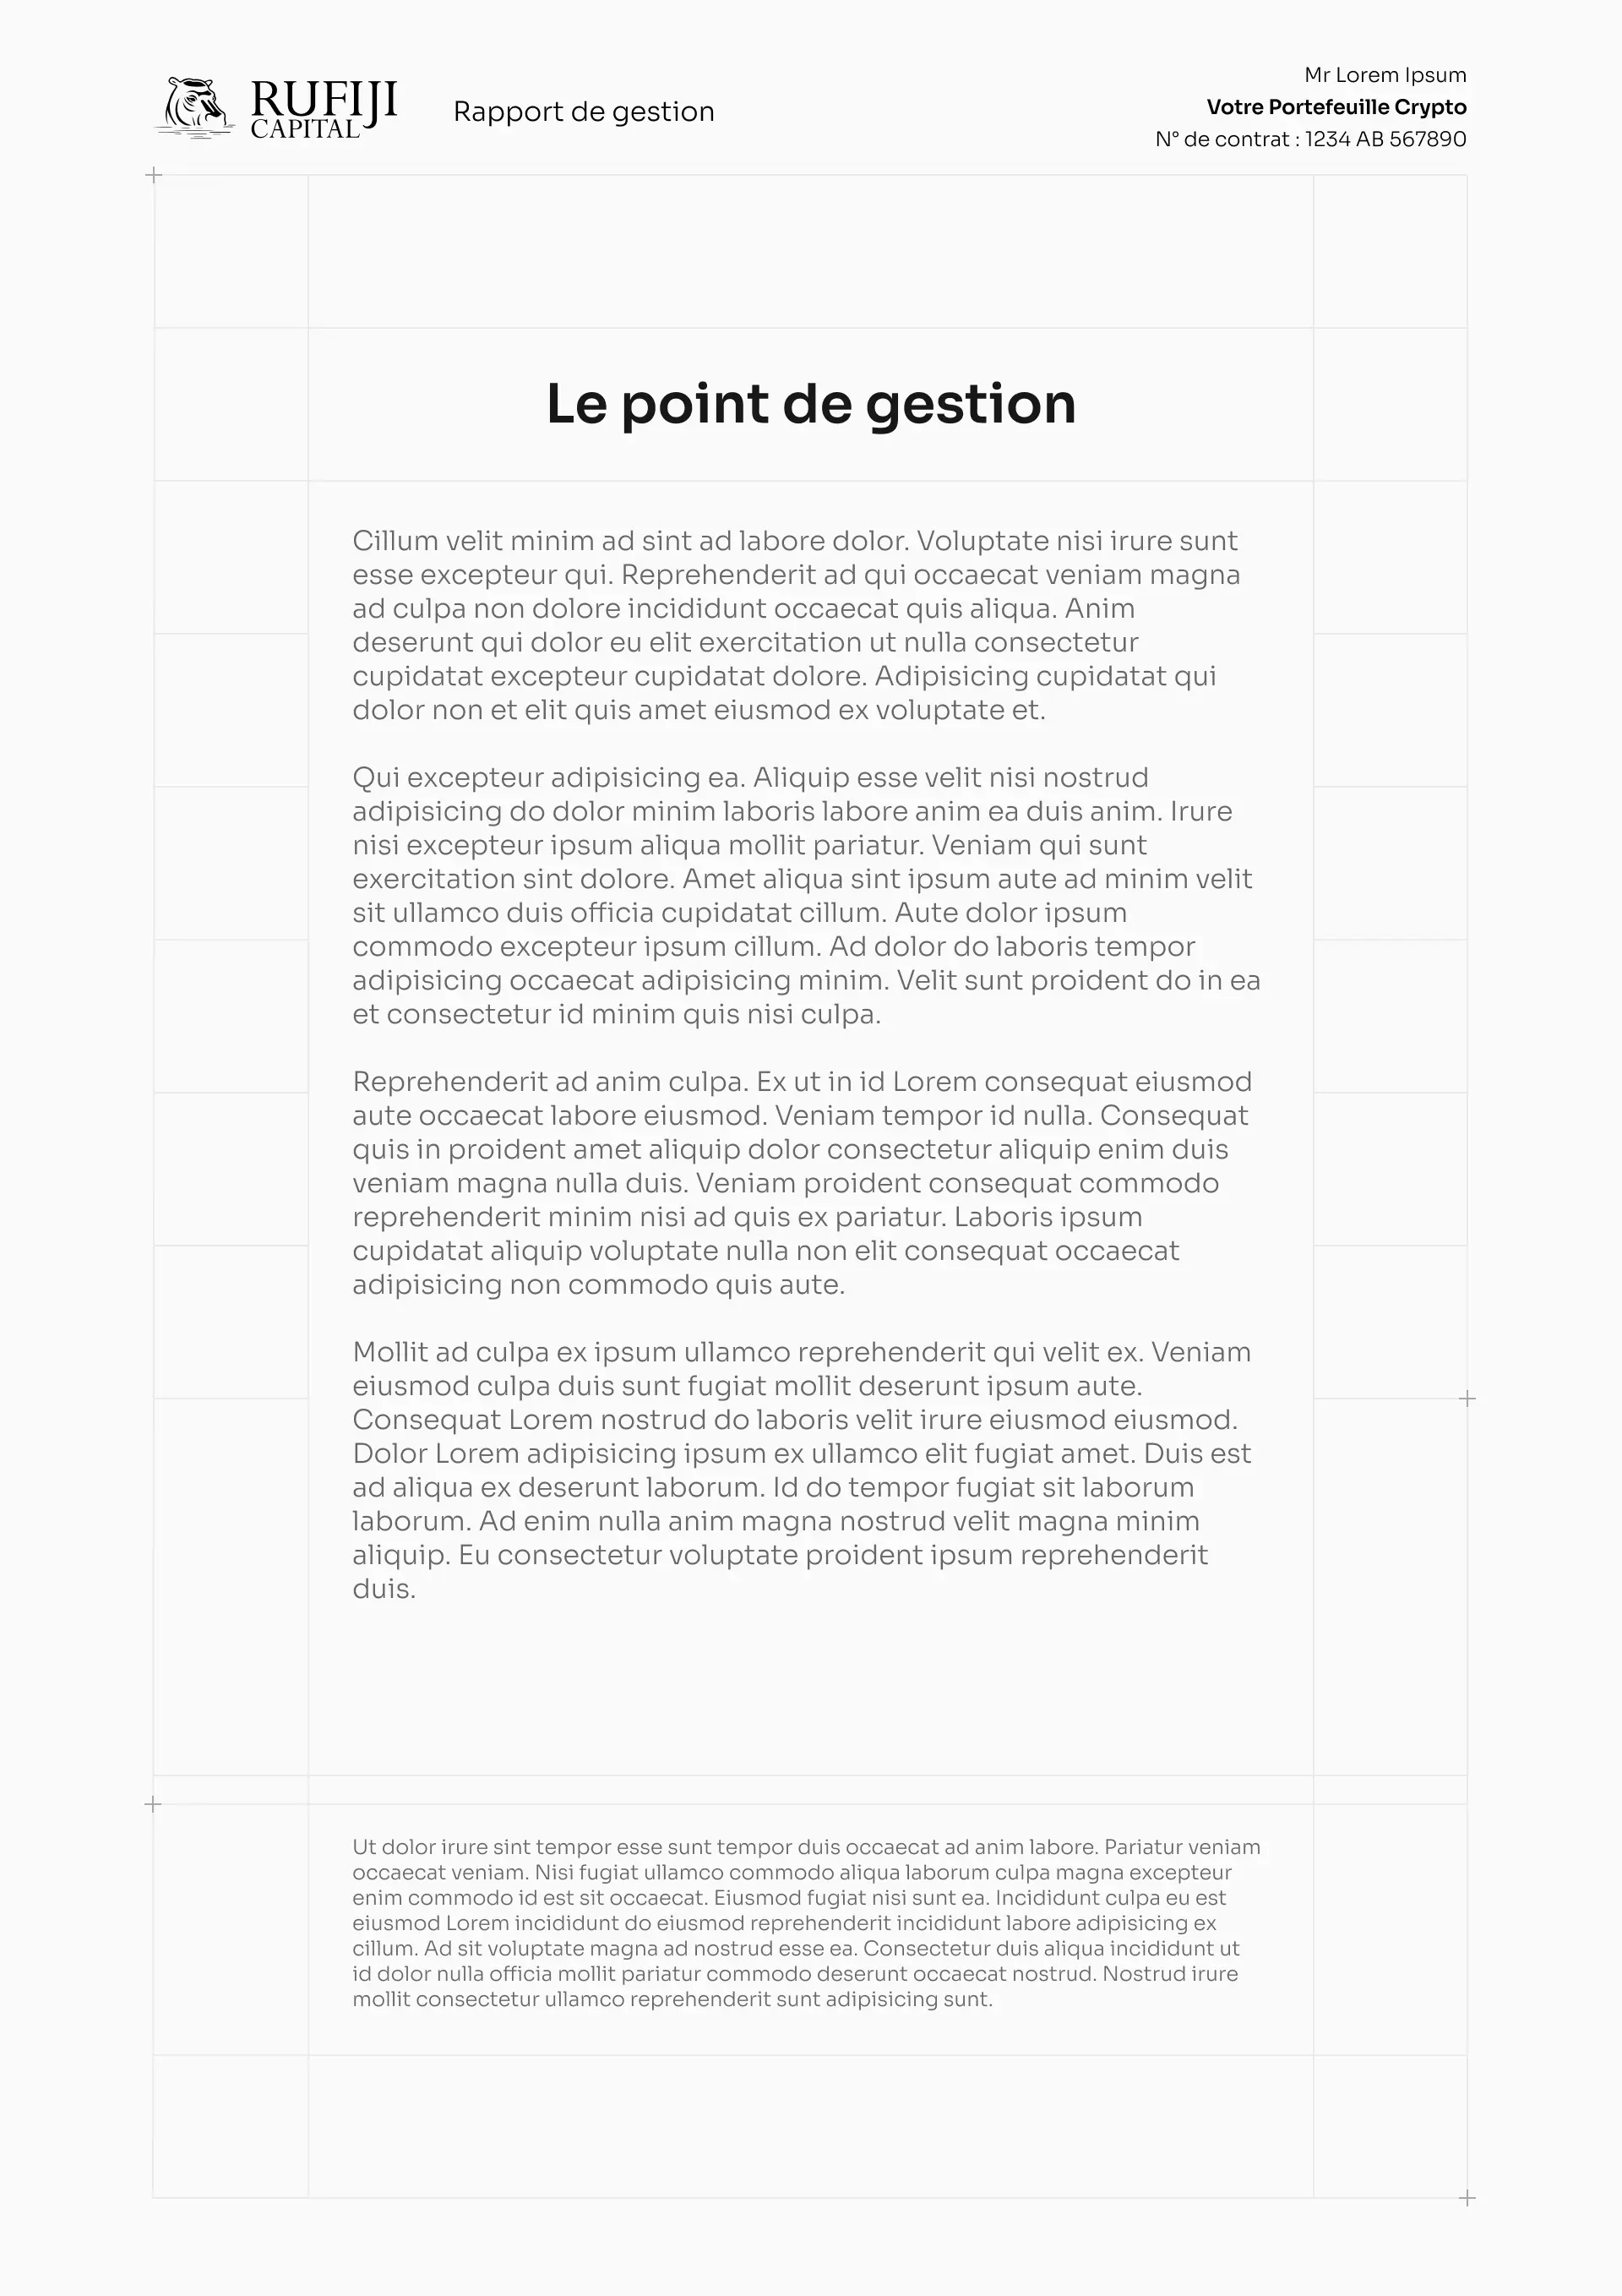 RUFIJI
CAPITAL
Rapport de gestion
Mr Lorem Ipsum
Votre Portefeuille Crypto
N° de contrat : 1234 AB 567890
Le point de gestion
Cillum velit minim ad sint ad labore dolor. Voluptate nisi irure sunt
esse excepteur qui. Reprehenderit ad qui occaecat veniam magna
ad culpa non dolore incididunt occaecat quis aliqua. Anim
deserunt qui dolor eu elit exercitation ut nulla consectetur
cupidatat excepteur cupidatat dolore. Adipisicing cupidatat qui
dolor non et elit quis amet eiusmod ex voluptate et.
Qui excepteur adipisicing ea. Aliquip esse velit nisi nostrud
adipisicing do dolor minim laboris labore anim ea duis anim. Irure
nisi excepteur ipsum aliqua mollit pariatur. Veniam qui sunt
exercitation sint dolore. Amet aliqua sint ipsum aute ad minim velit
sit ullamco duis officia cupidatat cillum. Aute dolor ipsum
commodo excepteur ipsum cillum. Ad dolor do laboris tempor
adipisicing occaecat adipisicing minim. Velit sunt proident do in ea
et consectetur id minim quis nisi culpa.
Reprehenderit ad anim culpa. Ex ut in id Lorem consequat eiusmod
aute occaecat labore eiusmod. Veniam tempor id nulla. Consequat
quis in proident amet aliquip dolor consectetur aliquip enim duis
veniam magna nulla duis. Veniam proident consequat commodo
reprehenderit minim nisi ad quis ex pariatur. Laboris ipsum
cupidatat aliquip voluptate nulla non elit consequat occaecat
adipisicing non commodo quis aute.
Mollit ad culpa ex ipsum ullamco reprehenderit qui velit ex. Veniam
eiusmod culpa duis sunt fugiat mollit deserunt ipsum aute.
Consequat Lorem nostrud do laboris velit irure eiusmod eiusmod.
Dolor Lorem adipisicing ipsum ex ullamco elit fugiat amet. Duis est
ad aliqua ex deserunt laborum. Id do tempor fugiat sit laborum
laborum. Ad enim nulla anim magna nostrud velit magna minim
aliquip. Eu consectetur voluptate proident ipsum reprehenderit
duis.
Ut dolor irure sint tempor esse sunt tempor duis occaecat ad anim labore. Pariatur veniam
occaecat veniam. Nisi fugiat ullamco commodo aliqua laborum culpa magna excepteur
enim commodo id est sit occaecat. Eiusmod fugiat nisi sunt ea. Incididunt culpa eu est
eiusmod Lorem incididunt do eiusmod reprehenderit incididunt labore adipisicing ex
cillum. Ad sit voluptate magna ad nostrud esse ea. Consectetur duis aliqua incididunt ut
id dolor nulla officia mollit pariatur commodo deserunt occaecat nostrud. Nostrud irure
mollit consectetur ullamco reprehenderit sunt adipisicing sunt.